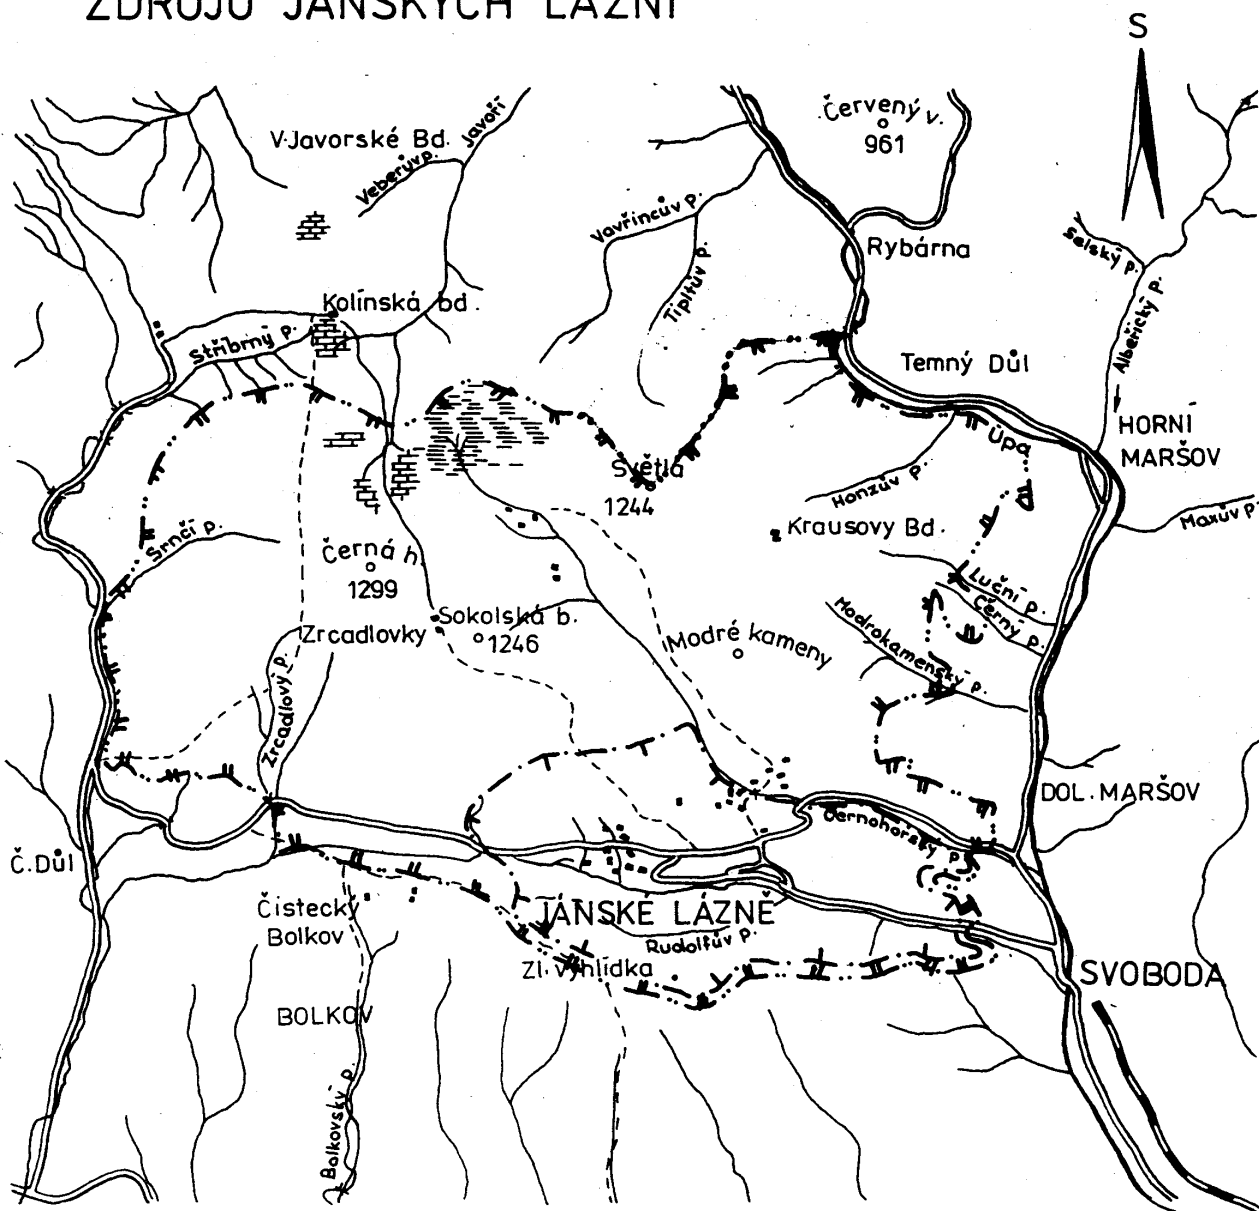 ZDROJŮ JÁNSKÝCH LÁZNÍ
S
Červený v.
961
V. Javorské Bd.
Javoří
Veberův p.
Vavřincův p.
Rybárna
Selský p.
Tipltův p.
Albeřický p.
Kolínská bd.
Stříbrný p.
Temný Důl
HORNÍ
MARŠOV
Úpa
Světlá
1244
Honzův p.
Maxův p.
Krausovy Bd.
Srnčí p.
Černá h.
1299
Luční p.
Černý p.
Modrokamenský p.
Sokolská b.
1246
Zrcadlovky
Modré kameny
Zrcadlový p.
DOL. MARŠOV
Černohorský p.
Č. Důl
Čistecký
Bolkov
JÁNSKÉ LÁZNĚ
Rudolfův p.
Zl. vyhlídka
SVOBODA
BOLKOV
Bolkovský p.